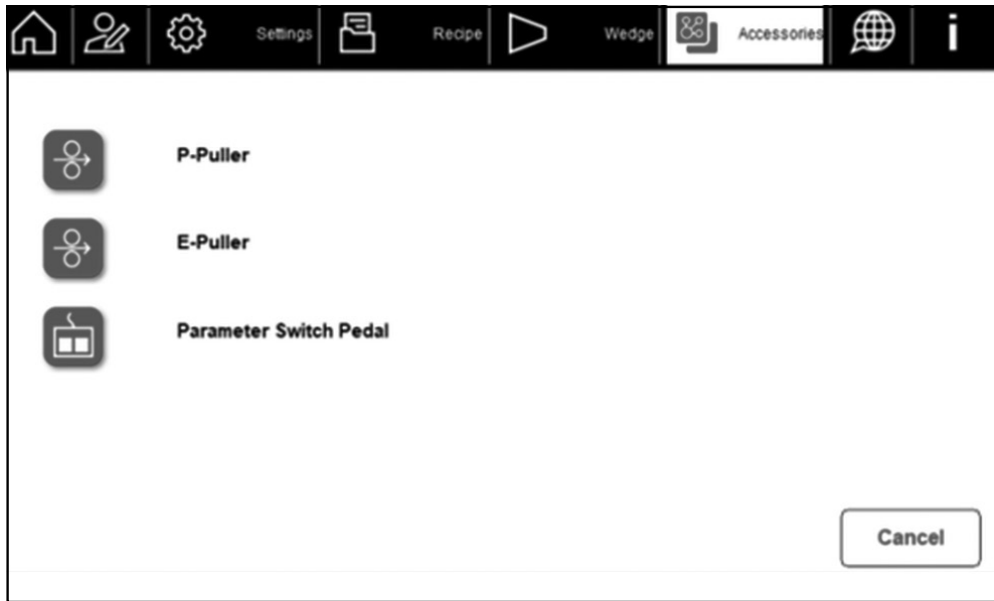 Settings Recipe Wedge Accessories i
P-Puller
E-Puller
Parameter Switch Pedal
Cancel